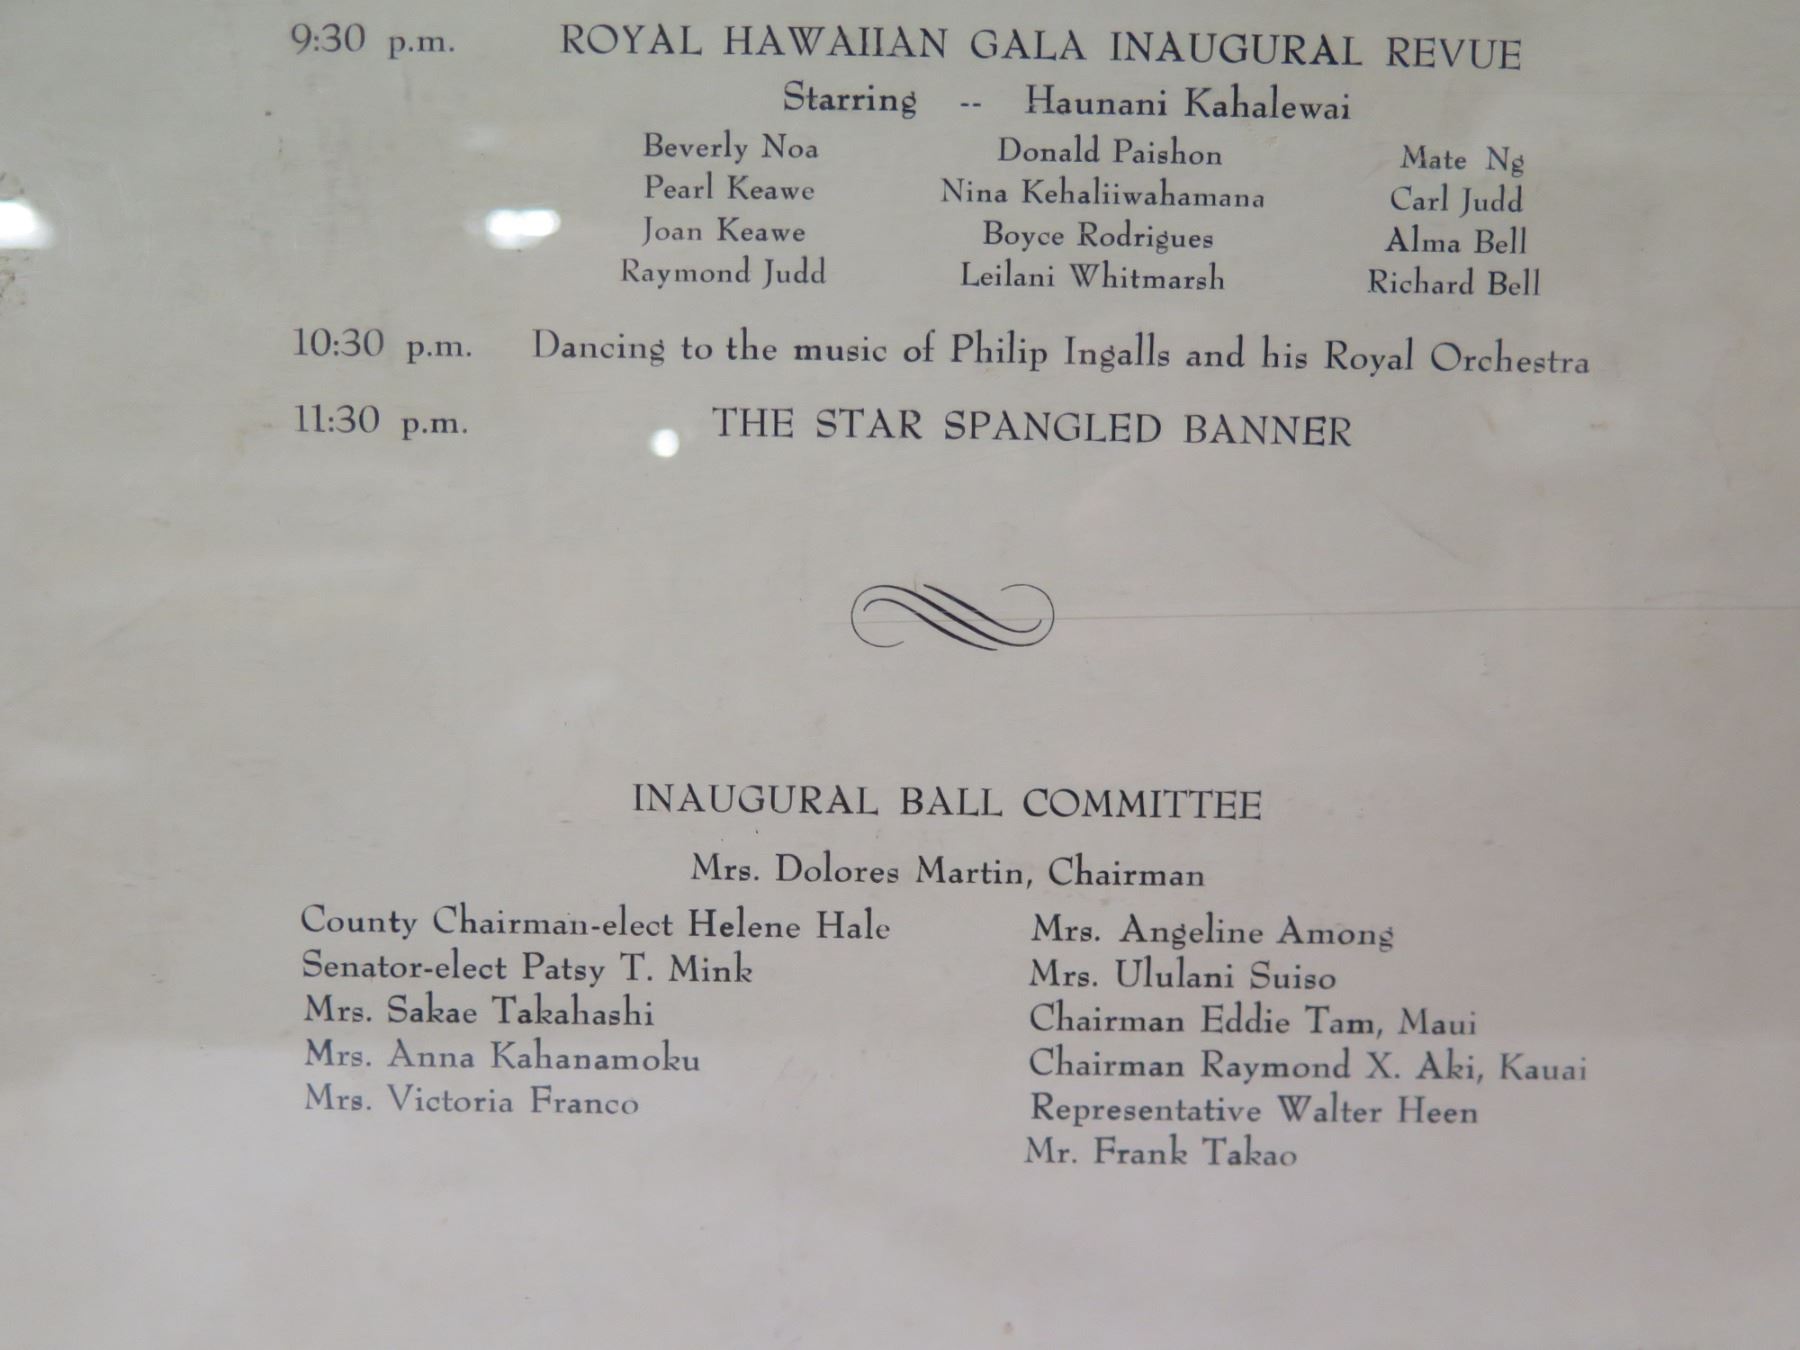 9:30 p.m. ROYAL HAWAIIAN GALA INAUGURAL REVUE
Starring -- Haunani Kahalewai
Beverly Noa Donald Paishon Mate Ng
Pearl Keawe Nina Kehaliiwahamana Carl Judd
Joan Keawe Boyce Rodrigues Alma Bell
Raymond Judd Leilani Whitmarsh Richard Bell
10:30 p.m. Dancing to the music of Philip Ingalls and his Royal Orchestra
11:30 p.m. THE STAR SPANGLED BANNER
INAUGURAL BALL COMMITTEE
Mrs. Dolores Martin, Chairman
County Chairman-elect Helene Hale
Senator-elect Patsy T. Mink
Mrs. Sakae Takahashi
Mrs. Anna Kahanamoku
Mrs. Victoria Franco
Mrs. Angeline Among
Mrs. Ululani Suiso
Chairman Eddie Tam, Maui
Chairman Raymond X. Aki, Kauai
Representative Walter Heen
Mr. Frank Takao